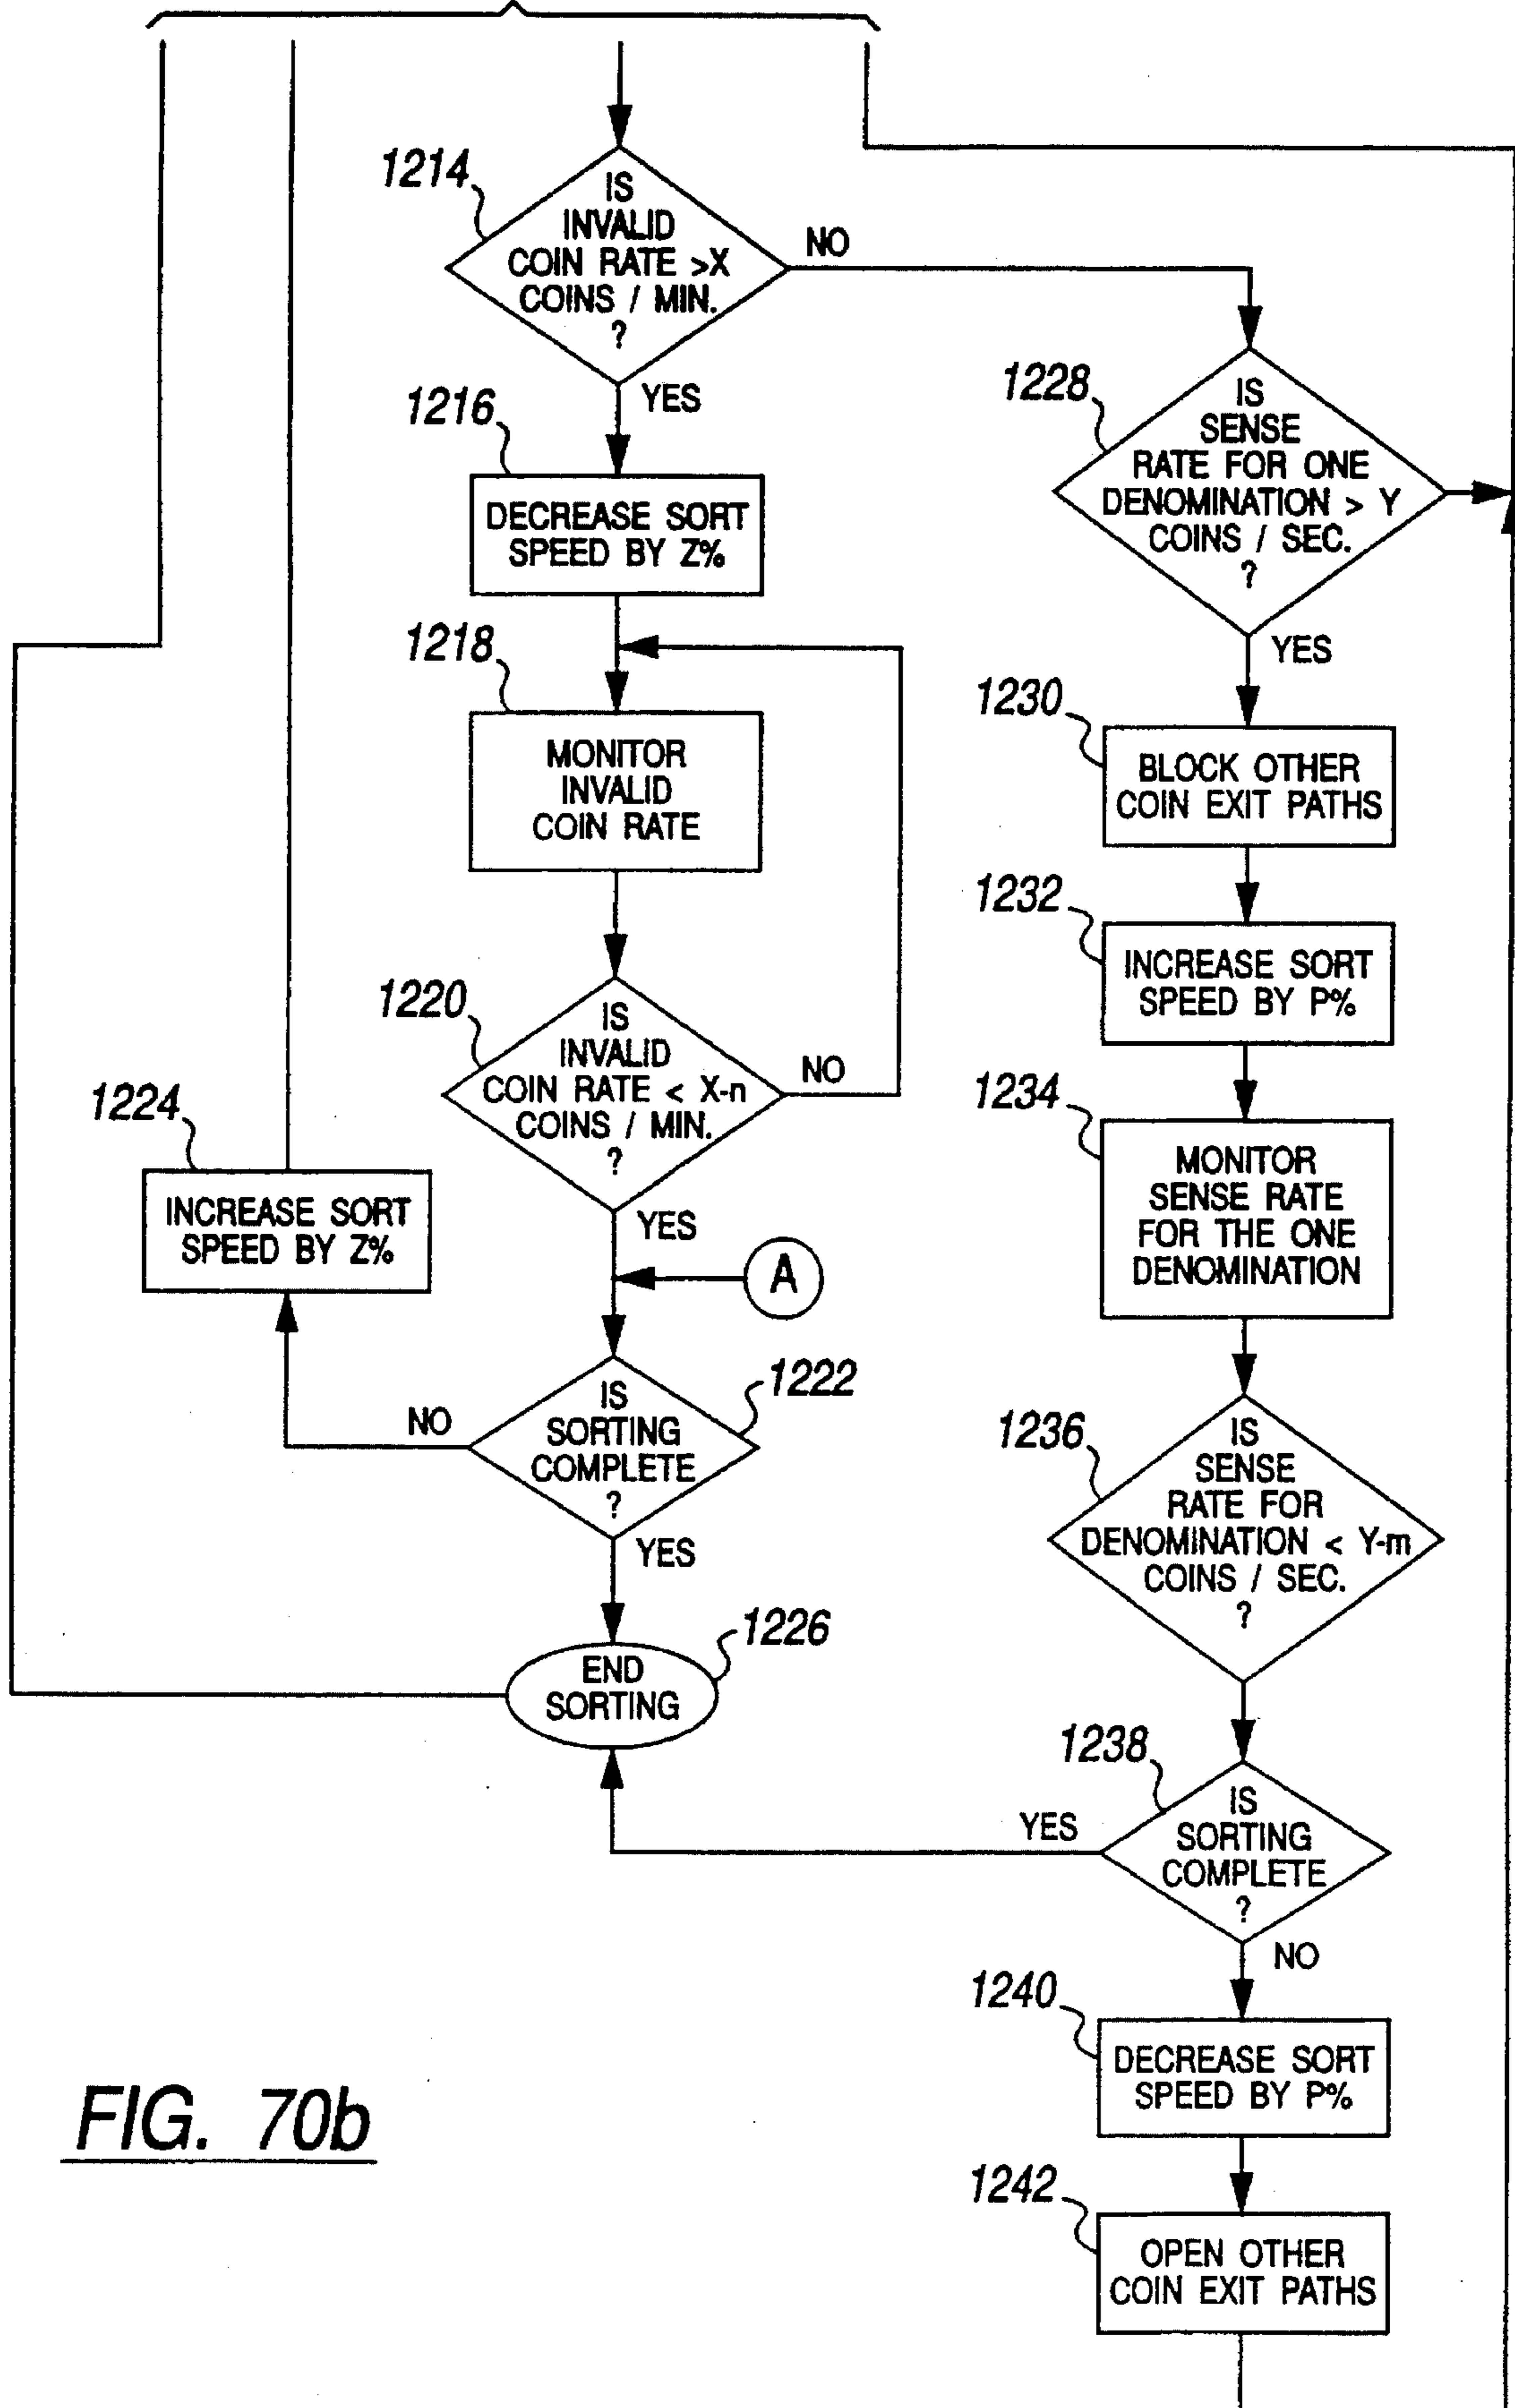 1214
IS
INVALID
COIN RATE >X
COINS / MIN.
?
NO
YES
1216
DECREASE SORT
SPEED BY Z%
1218
MONITOR
INVALID
COIN RATE
1220
IS
INVALID
COIN RATE < X-n
COINS / MIN.
?
NO
YES
A
1224
INCREASE SORT
SPEED BY Z%
1222
IS
SORTING
COMPLETE
?
NO
YES
1226
END
SORTING
1228
IS
SENSE
RATE FOR ONE
DENOMINATION > Y
COINS / SEC.
?
YES
1230
BLOCK OTHER
COIN EXIT PATHS
1232
INCREASE SORT
SPEED BY P%
1234
MONITOR
SENSE RATE
FOR THE ONE
DENOMINATION
1236
IS
SENSE
RATE FOR
DENOMINATION < Y-m
COINS / SEC.
?
1238
IS
SORTING
COMPLETE
?
YES
NO
1240
DECREASE SORT
SPEED BY P%
1242
OPEN OTHER
COIN EXIT PATHS
FIG. 70b